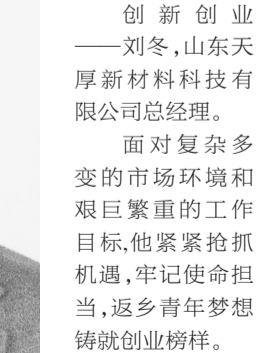 创新创业
——刘冬,山东天
厚新材料科技有
限公司总经理。
面对复杂多
变的市场环境和
艰巨繁重的工作
目标,他紧紧抢抓
机遇,牢记使命担
当,返乡青年梦想
铸就创业榜样。